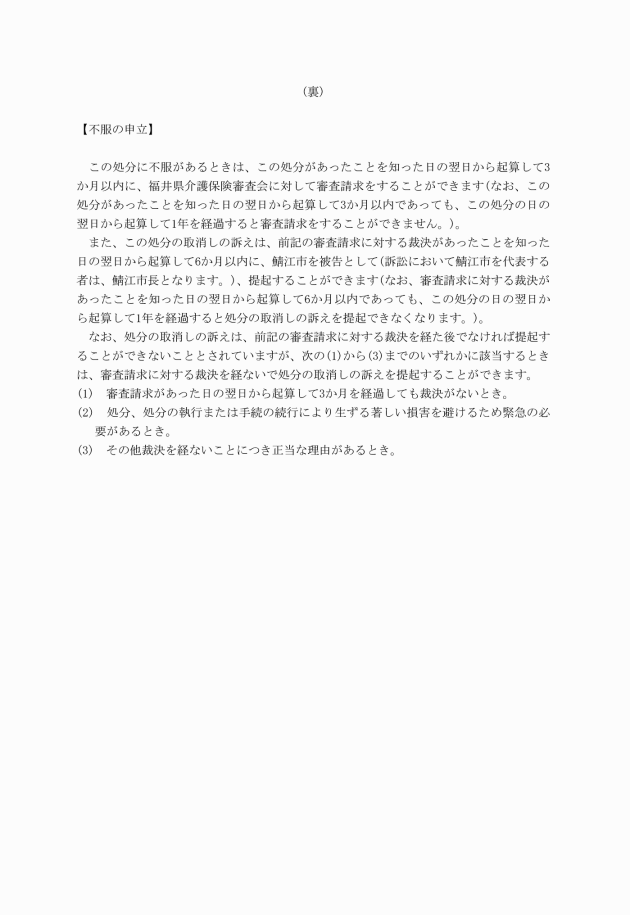 (裏)
【不服の申立】
この処分に不服があるときは、この処分があったことを知った日の翌日から起算して3
か月以内に、福井県介護保険審査会に対して審査請求をすることができます(なお、この
処分があったことを知った日の翌日から起算して3か月以内であっても、この処分の日の
翌日から起算して1年を経過すると審査請求をすることができません。)。
また、この処分の取消しの訴えは、前記の審査請求に対する裁決があったことを知った
日の翌日から起算して6か月以内に、鯖江市を被告として(訴訟において鯖江市を代表する
者は、鯖江市長となります。)、提起することができます(なお、審査請求に対する裁決が
あったことを知った日の翌日から起算して6か月以内であっても、この処分の日の翌日か
ら起算して1年を経過すると処分の取消しの訴えを提起できなくなります。)。
なお、処分の取消しの訴えは、前記の審査請求に対する裁決を経た後でなければ提起す
ることができないこととされていますが、次の(1)から(3)までのいずれかに該当するとき
は、審査請求に対する裁決を経ないで処分の取消しの訴えを提起することができます。
(1) 審査請求があった日の翌日から起算して3か月を経過しても裁決がないとき。
(2) 処分、処分の執行または手続の続行により生ずる著しい損害を避けるため緊急の必
要があるとき。
(3) その他裁決を経ないことにつき正当な理由があるとき。